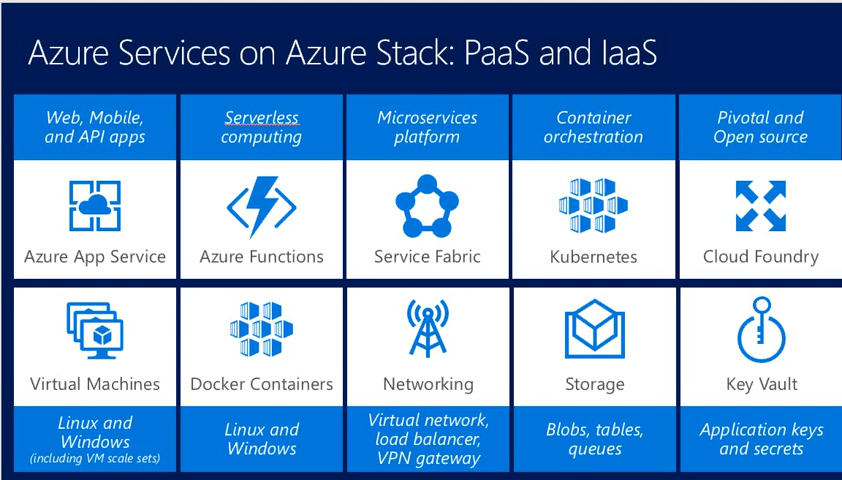 Azure Services on Azure Stack: PaaS and IaaS
Web, Mobile,
and API apps
Serverless
computing
Microservices
platform
Container
orchestration
Pivotal and
Open source
Azure App Service
Azure Functions
Service Fabric
Kubernetes
Cloud Foundry
Virtual Machines
Docker Containers
Networking
Storage
Key Vault
Linux and
Windows
(including VM scale sets)
Linux and
Windows
Virtual network,
load balancer,
VPN gateway
Blobs, tables,
queues
Application keys
and secrets